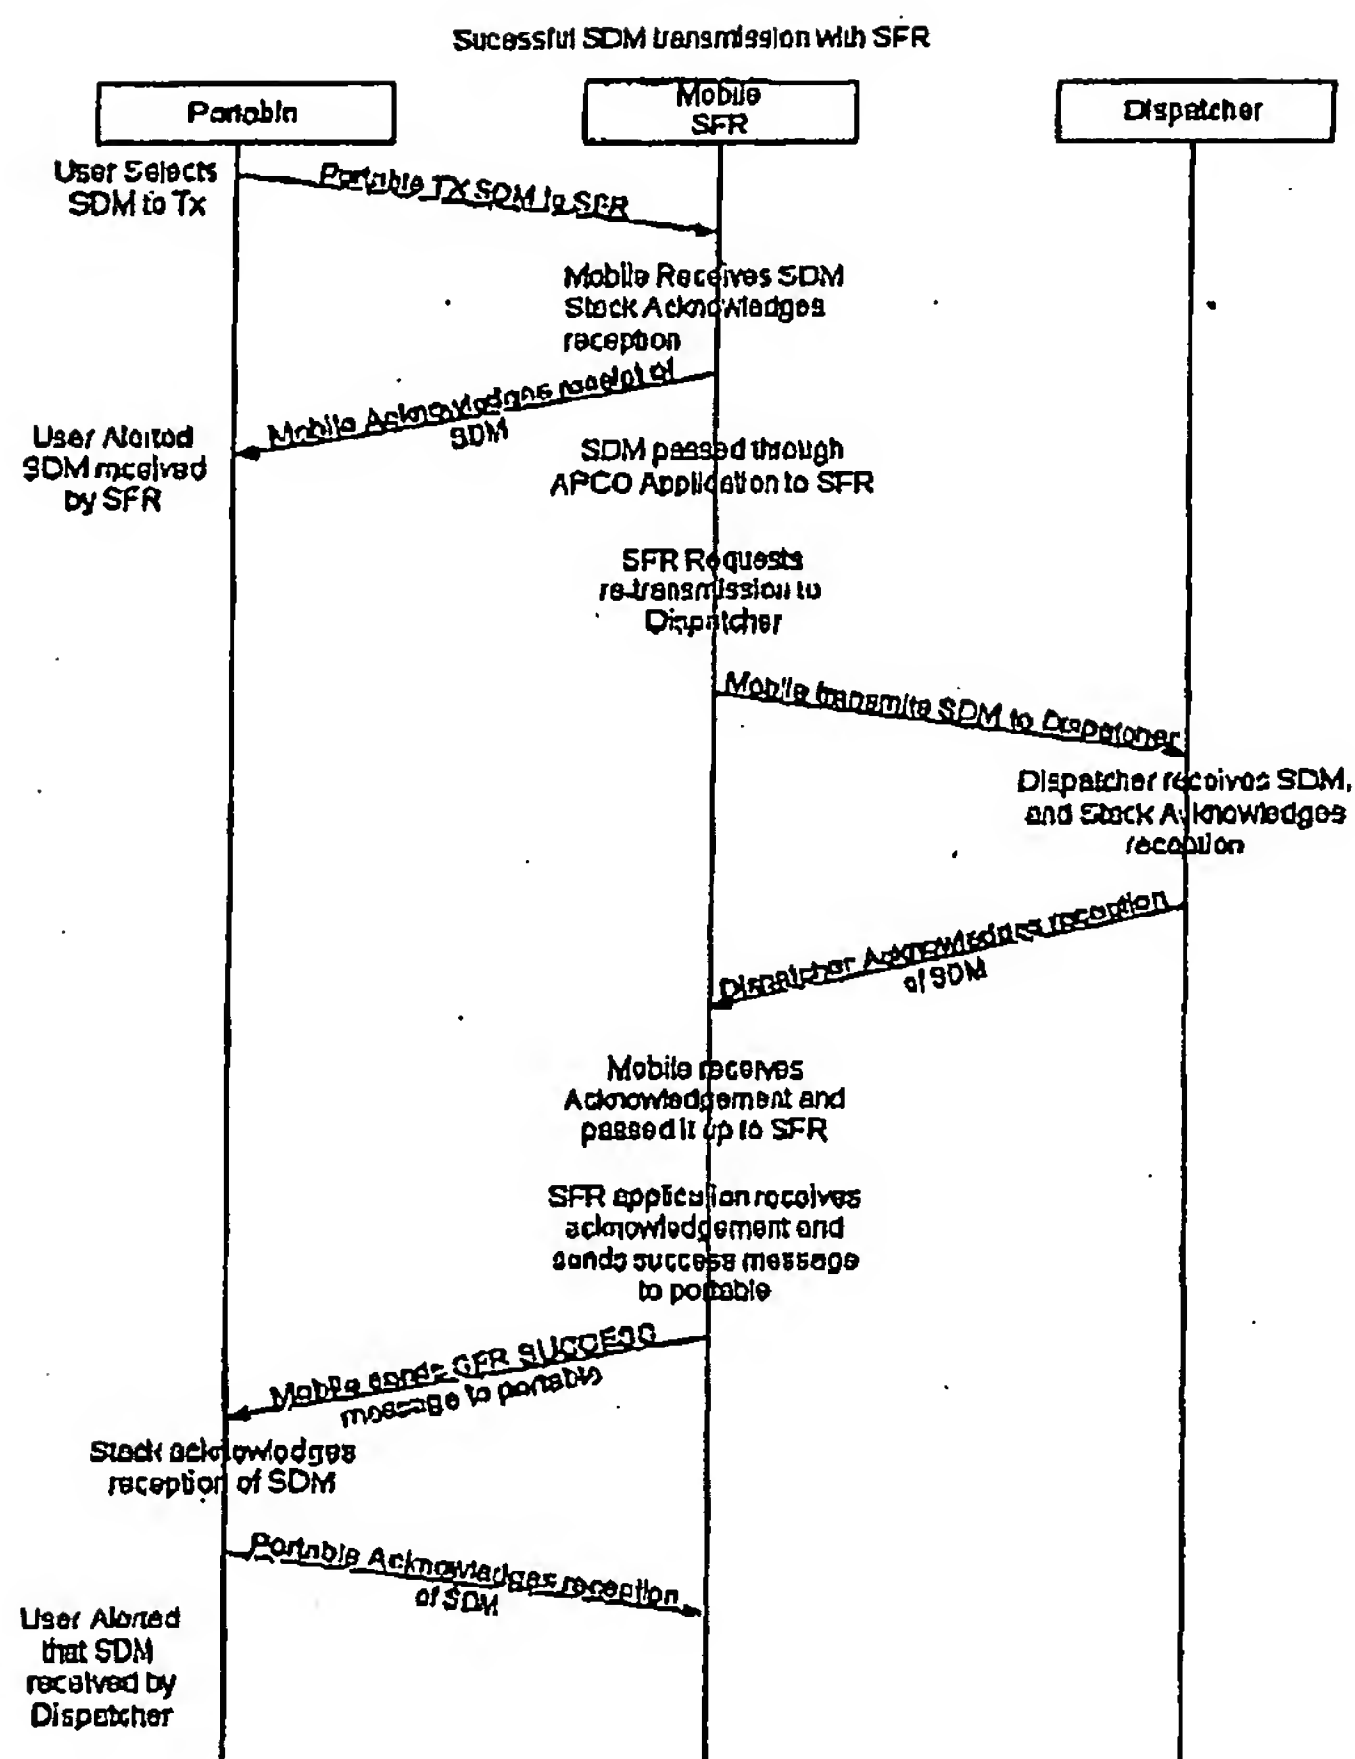 Sucessful SDM transmission with SFR
Portable
Mobile
SFR
Dispatcher
User Selects
SDM to Tx
Portable TX SDM to SFR
Mobile Receives SDM
Stack Acknowledges
reception
Mobile Acknowledges receipt of
SDM
User Alerted
SDM received
by SFR
SDM passed through
APCO Application to SFR
SFR Requests
re-transmission to
Dispatcher
Mobile transmits SDM to Dispatcher
Dispatcher receives SDM,
and Stack Acknowledges
reception
Dispatcher Acknowledges reception
of SDM
Mobile receives
Acknowledgement and
passed it up to SFR
SFR application receives
acknowledgement and
sends success message
to portable
Mobile sends SFR SUCCESS
message to portable
Stack acknowledges
reception of SDM
Portable Acknowledges reception
of SDM
User Alerted
that SDM
received by
Dispatcher